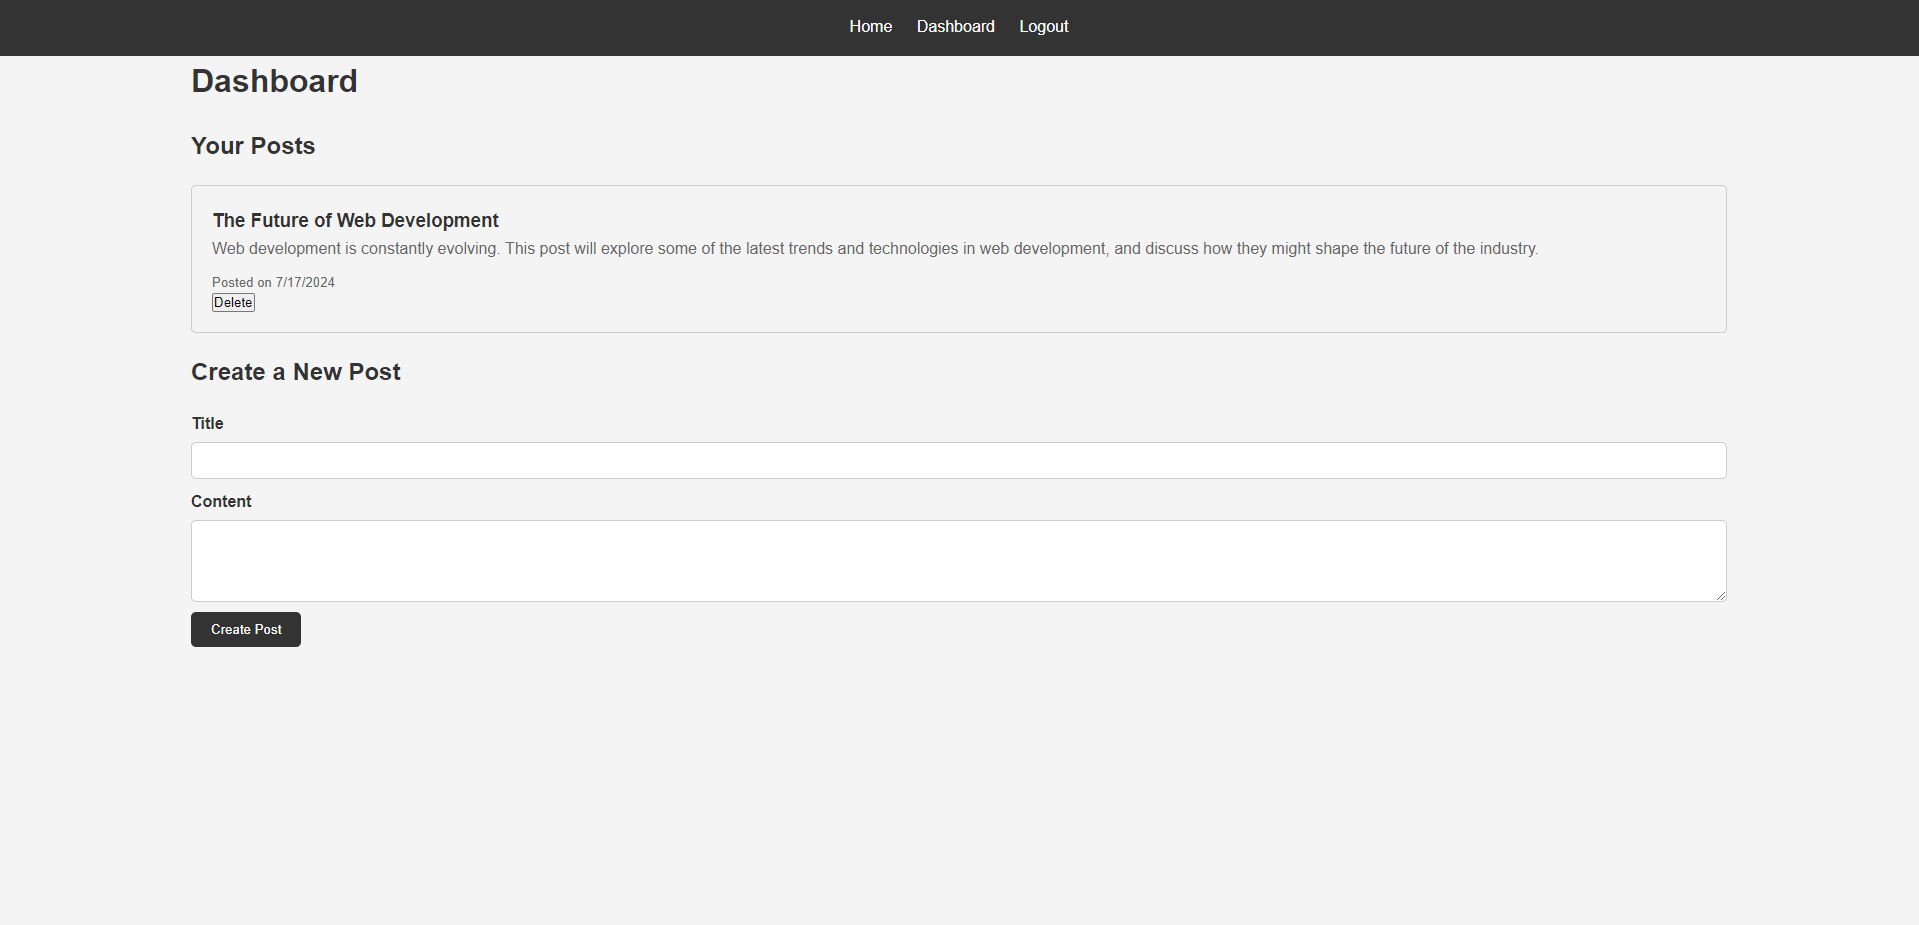 Home Dashboard Logout
Dashboard
Your Posts
The Future of Web Development
Web development is constantly evolving. This post will explore some of the latest trends and technologies in web development, and discuss how they might shape the future of the industry.
Posted on 7/17/2024
Delete
Create a New Post
Title
Content
Create Post